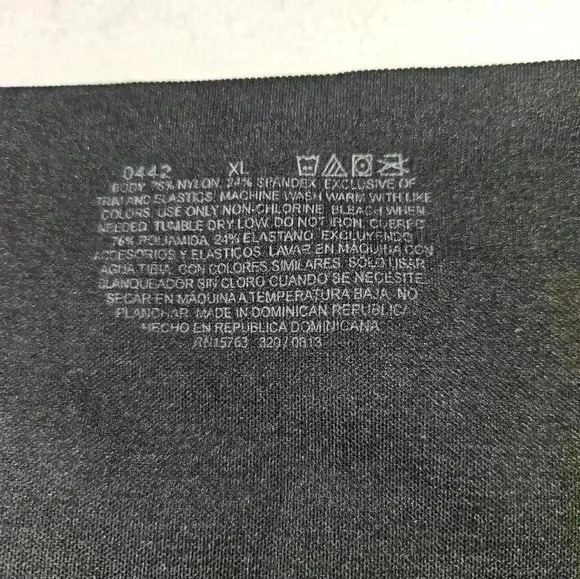 0442 XL
BODY 76% NYLON, 24% SPANDEX, EXCLUSIVE OF
TRIM AND ELASTICS. MACHINE WASH WARM WITH LIKE
COLORS. USE ONLY NON-CHLORINE BLEACH WHEN
NEEDED. TUMBLE DRY LOW. DO NOT IRON. CUERPO
76% POLIAMIDA, 24% ELASTANO, EXCLUYENDO
ACCESORIOS Y ELASTICOS. LAVAR EN MAQUINA CON
AGUA TIBIA, CON COLORES SIMILARES. SOLO USAR
BLANQUEADOR SIN CLORO CUANDO SE NECESITE.
SECAR EN MAQUINA A TEMPERATURA BAJA. NO
PLANCHAR. MADE IN DOMINICAN REPUBLIC/
HECHO EN REPUBLICA DOMINICANA
RN15763 320/0813